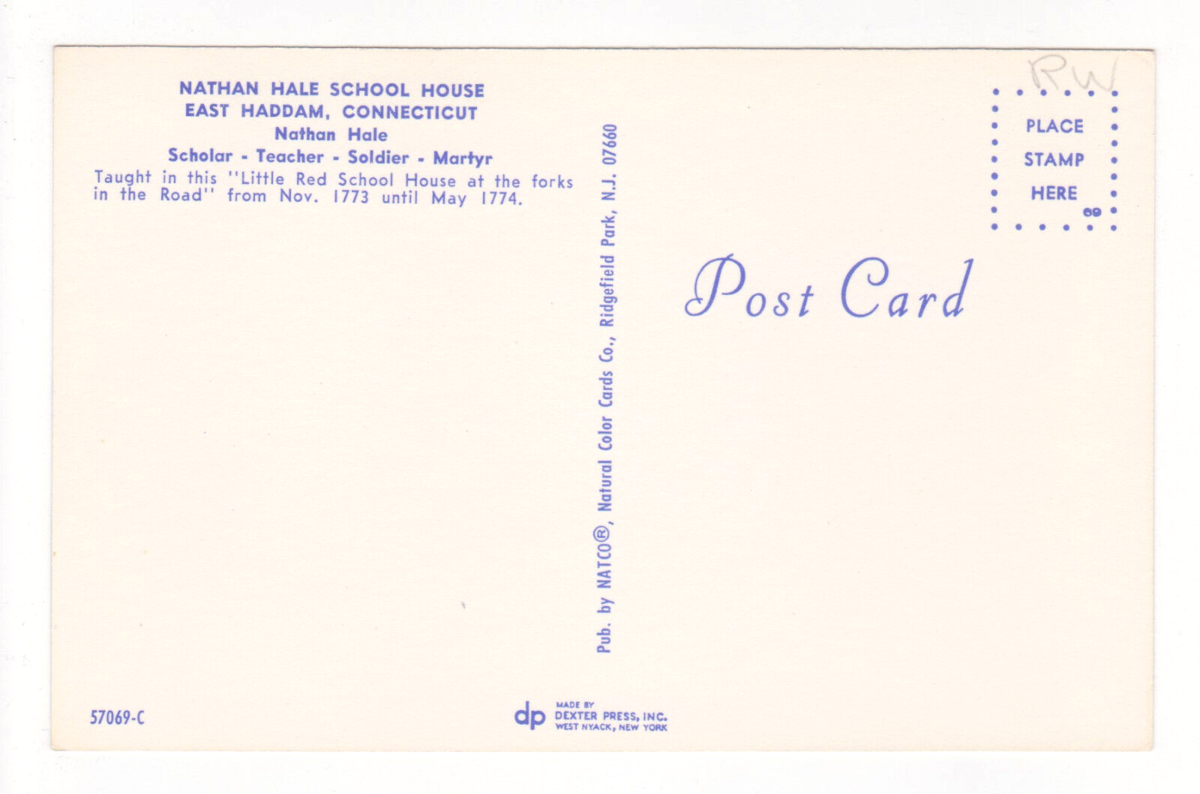 NATHAN HALE SCHOOL HOUSE
EAST HADDAM, CONNECTICUT
Nathan Hale
Scholar - Teacher - Soldier - Martyr
Taught in this "Little Red School House at the forks
in the Road" from Nov. 1773 until May 1774.
57069-C
Pub. by NATCO®, Natural Color Cards Co., Ridgefield Park, N.J. 07660
dp
MADE BY
DEXTER PRESS, INC.
WEST NYACK, NEW YORK
RW
PLACE
STAMP
HERE
69
Post Card